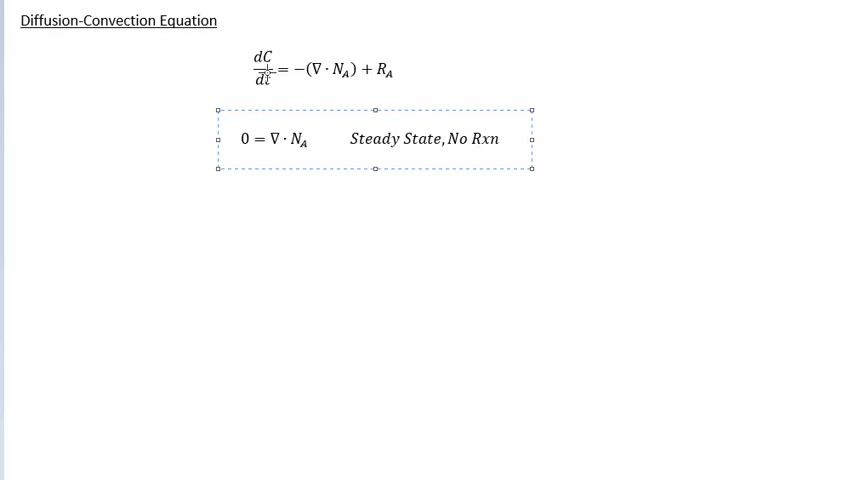 Diffusion-Convection Equation
dC/dt = −(∇ · N_A) + R_A
0 = ∇ · N_A Steady State, No Rxn